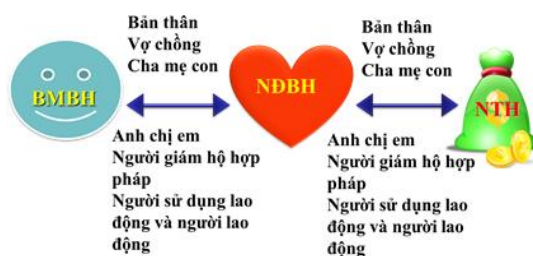 Bản thân
Vợ chồng
Cha mẹ con
BMBH
Anh chị em
Người giám hộ hợp
pháp
Người sử dụng lao
động và người lao
động
NĐBH
Bản thân
Vợ chồng
Cha mẹ con
NTH
Anh chị em
Người giám hộ hợp
pháp
Người sử dụng lao
động và người lao
động